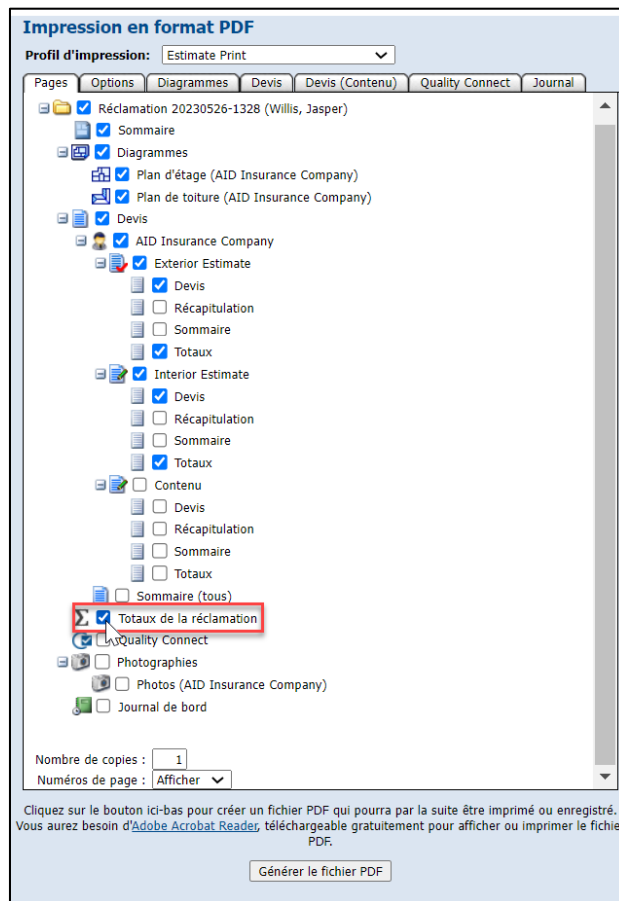 Impression en format PDF
Profil d'impression: Estimate Print
Pages Options Diagrammes Devis Devis (Contenu) Quality Connect Journal
Réclamation 20230526-1328 (Willis, Jasper)
Sommaire
Diagrammes
Plan d'étage (AID Insurance Company)
Plan de toiture (AID Insurance Company)
Devis
AID Insurance Company
Exterior Estimate
Devis
Récapitulation
Sommaire
Totaux
Interior Estimate
Devis
Récapitulation
Sommaire
Totaux
Contenu
Devis
Récapitulation
Sommaire
Totaux
Sommaire (tous)
Σ Totaux de la réclamation
Quality Connect
Photographies
Photos (AID Insurance Company)
Journal de bord
Nombre de copies : 1
Numéros de page : Afficher
Cliquez sur le bouton ici-bas pour créer un fichier PDF qui pourra par la suite être imprimé ou enregistré.
Vous aurez besoin d'Adobe Acrobat Reader, téléchargeable gratuitement pour afficher ou imprimer le fichie
PDF.
Générer le fichier PDF